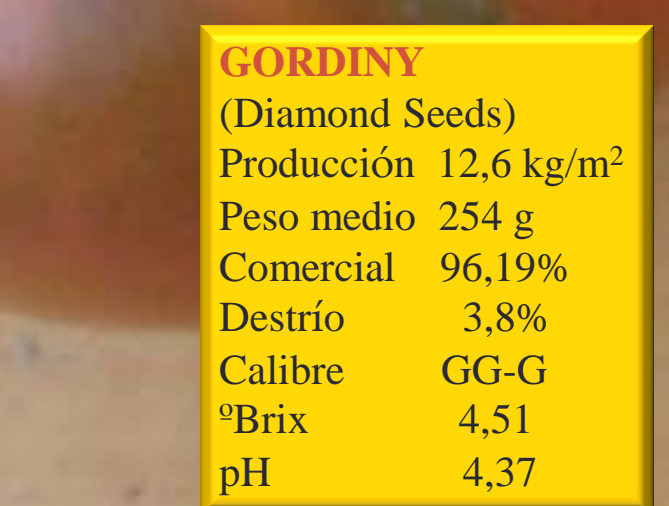 GORDINY
(Diamond Seeds)
Producción 12,6 kg/m²
Peso medio 254 g
Comercial 96,19%
Destrío 3,8%
Calibre GG-G
ºBrix 4,51
pH 4,37